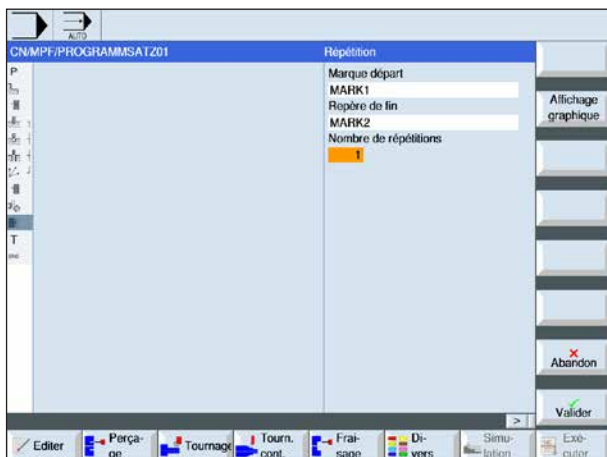 AUTO
CN/MPF/PROGRAMMSATZ01
Répétition
P
T
END
Marque départ
MARK1
Repère de fin
MARK2
Nombre de répétitions
1
Affichage
graphique
Abandon
Valider
>
Editer
Perça-
ge
Tournage
Tourn.
cont.
Frai-
sage
Di-
vers
Simu-
lation
Exé-
cuter